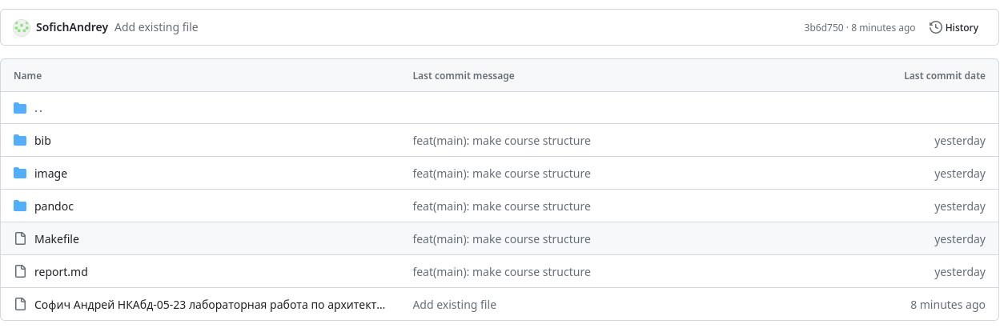 SofichAndrey Add existing file 3b6d750 · 8 minutes ago History
Name Last commit message Last commit date
..
bib feat(main): make course structure yesterday
image feat(main): make course structure yesterday
pandoc feat(main): make course structure yesterday
Makefile feat(main): make course structure yesterday
report.md feat(main): make course structure yesterday
Софич Андрей НКАбд-05-23 лабораторная работа по архитект... Add existing file 8 minutes ago